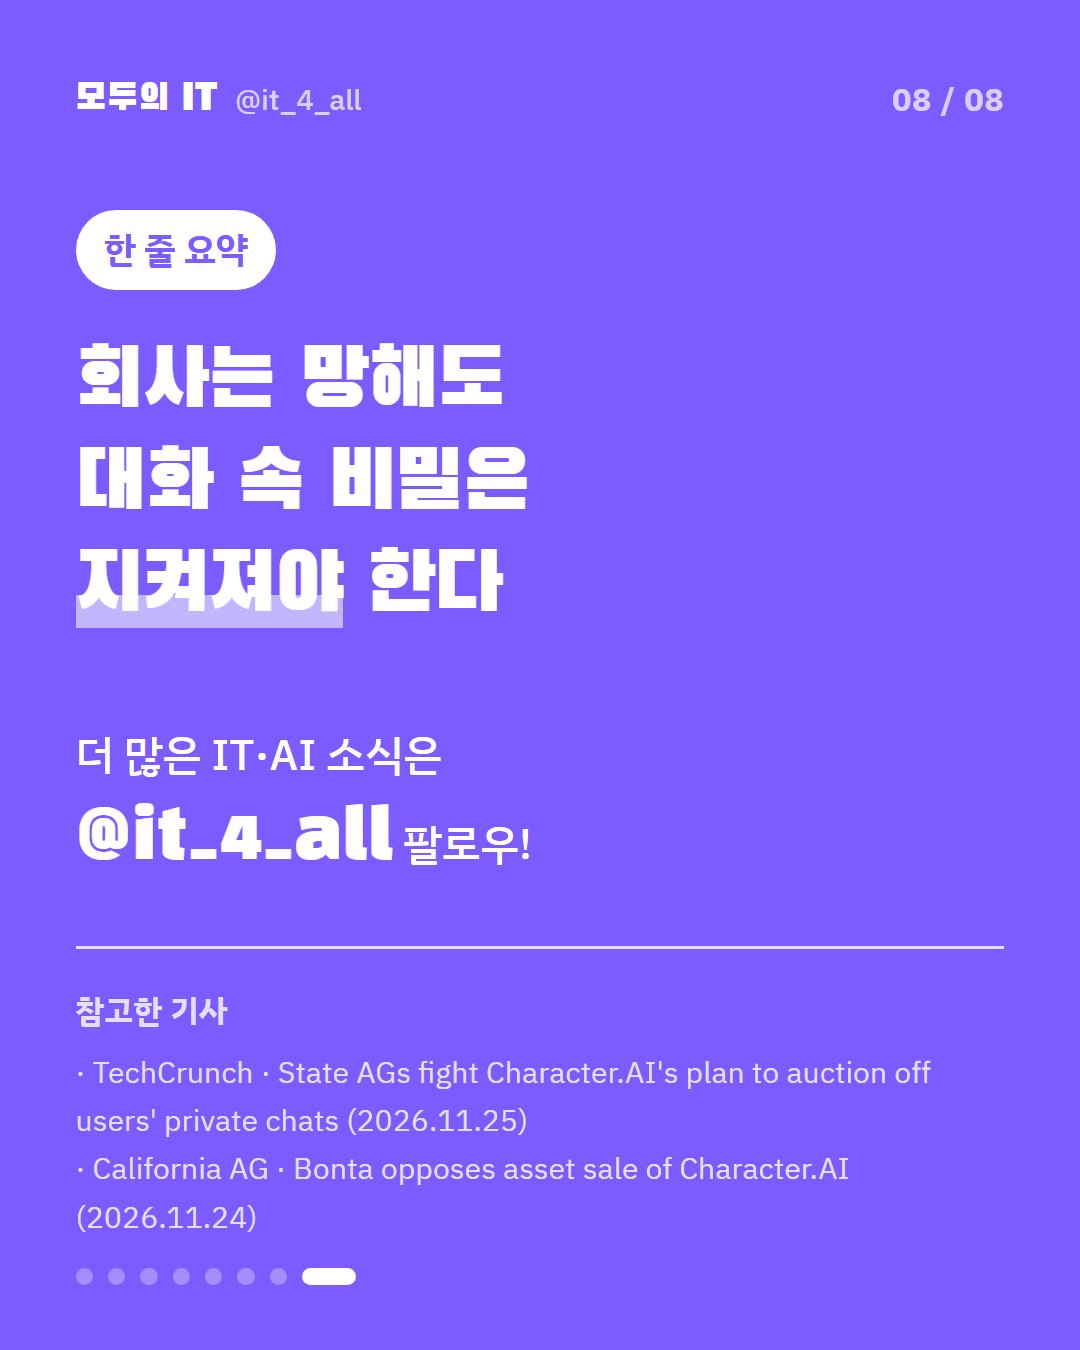 모두의 IT @it_4_all
08 / 08
한 줄 요약
회사는 망해도
대화 속 비밀은
지켜져야 한다
더 많은 IT·AI 소식은
@it_4_all 팔로우!
참고한 기사
· TechCrunch · State AGs fight Character.AI's plan to auction off
users' private chats (2026.11.25)
· California AG · Bonta opposes asset sale of Character.AI
(2026.11.24)